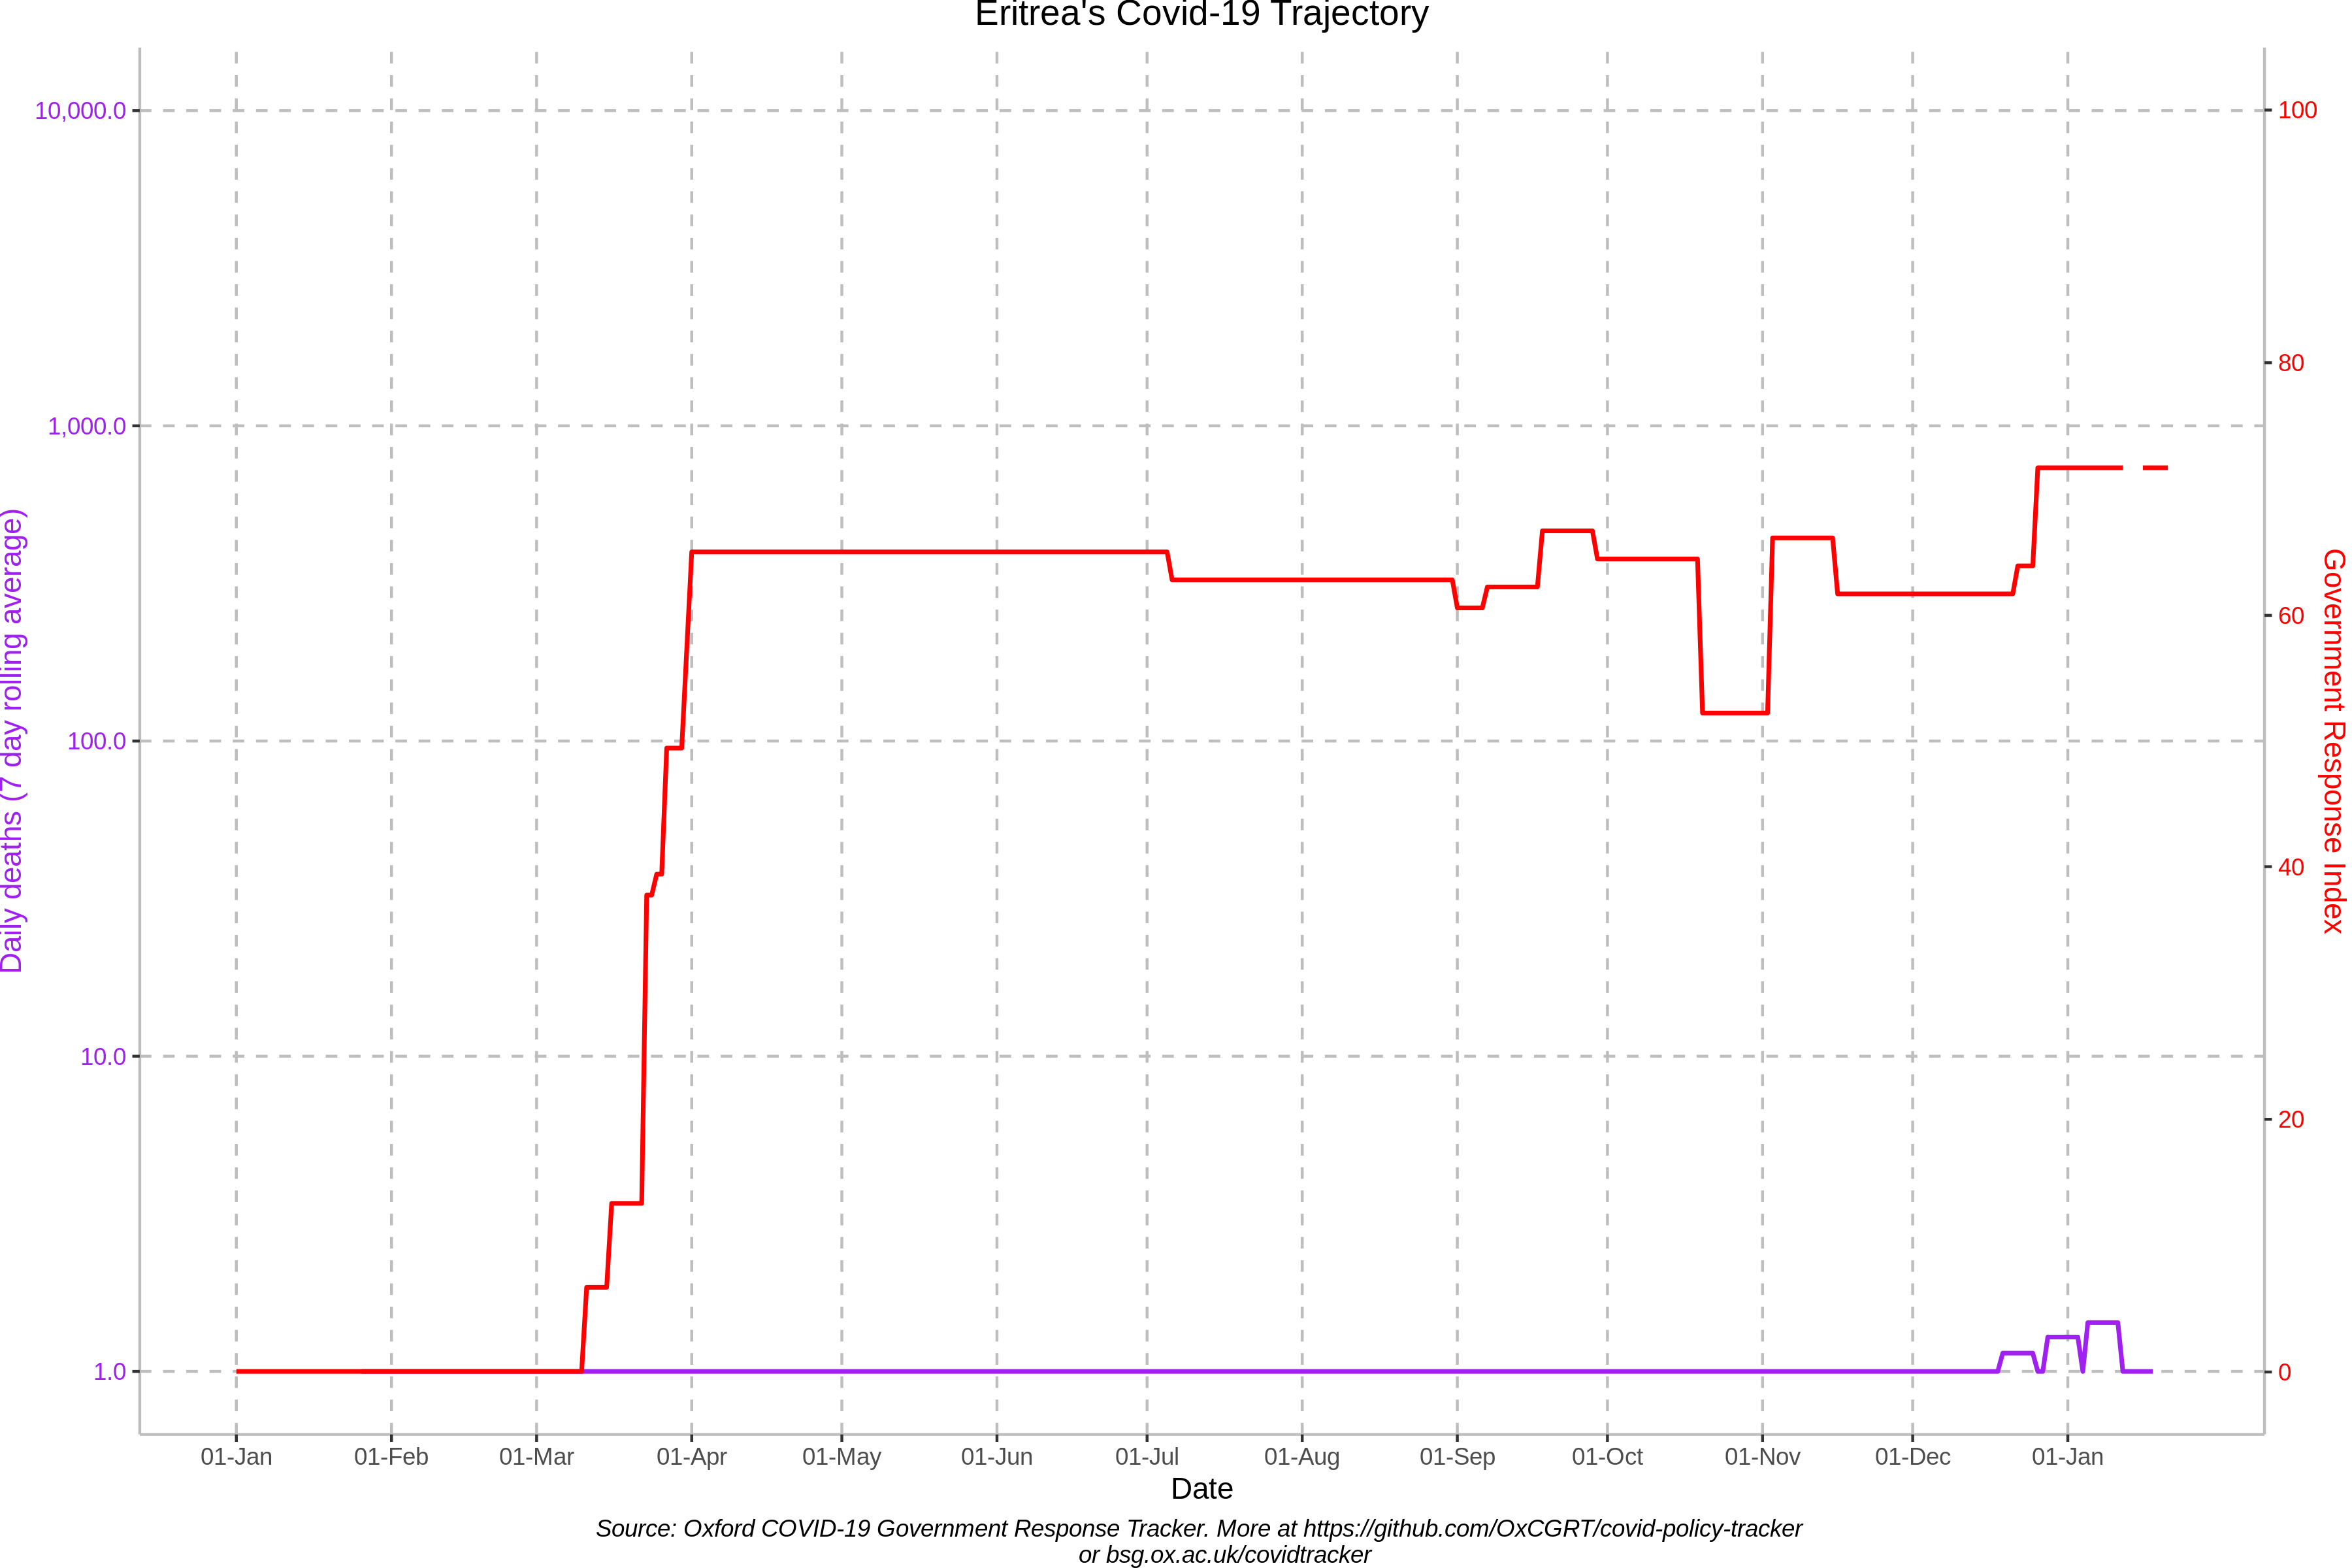 Eritrea's Covid-19 Trajectory
10,000.0
1,000.0
100.0
10.0
1.0
Daily deaths (7 day rolling average)
100
80
60
40
20
0
Government Response Index
01-Jan 01-Feb 01-Mar 01-Apr 01-May 01-Jun 01-Jul 01-Aug 01-Sep 01-Oct 01-Nov 01-Dec 01-Jan
Date
Source: Oxford COVID-19 Government Response Tracker. More at https://github.com/OxCGRT/covid-policy-tracker
or bsg.ox.ac.uk/covidtracker